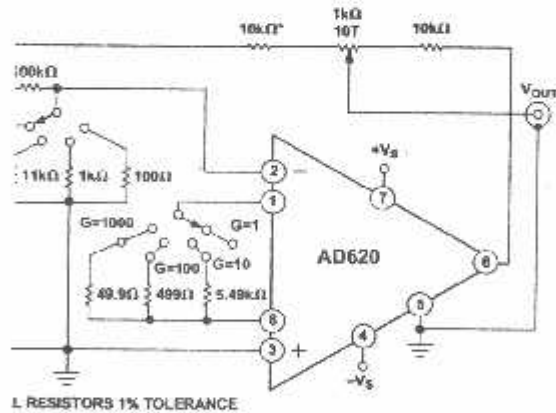 1kΩ
10kΩ* 10T 10kΩ
VOUT
100kΩ
+VS
2 −
1
7
11kΩ 1kΩ 100Ω
G=1000 G=1
G=100 G=10
AD620
6
49.9Ω 499Ω 5.49kΩ
5
8
4
3 +
−VS
L RESISTORS 1% TOLERANCE